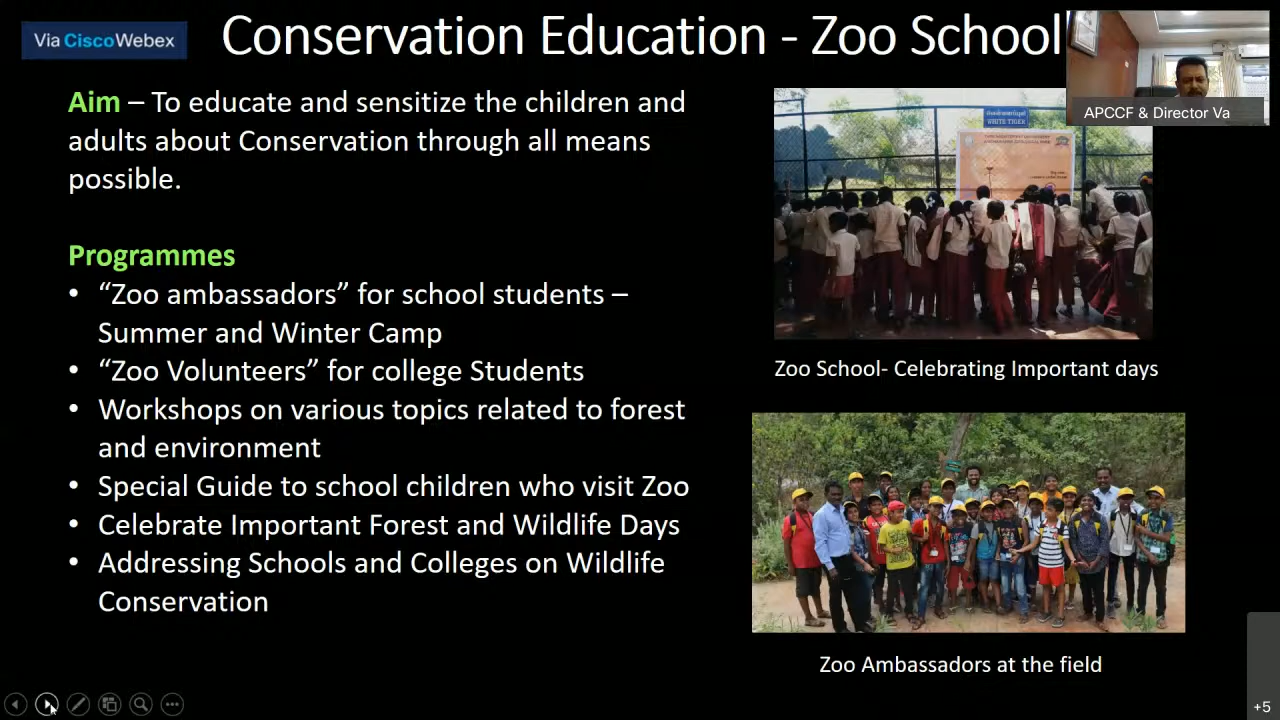 Via CiscoWebex
Conservation Education - Zoo School
APCCF & Director Va
Aim – To educate and sensitize the children and
adults about Conservation through all means
possible.
Programmes
• “Zoo ambassadors” for school students –
Summer and Winter Camp
• “Zoo Volunteers” for college Students
• Workshops on various topics related to forest
and environment
• Special Guide to school children who visit Zoo
• Celebrate Important Forest and Wildlife Days
• Addressing Schools and Colleges on Wildlife
Conservation
WHITE TIGER
Zoo School- Celebrating Important days
Zoo Ambassadors at the field
+5